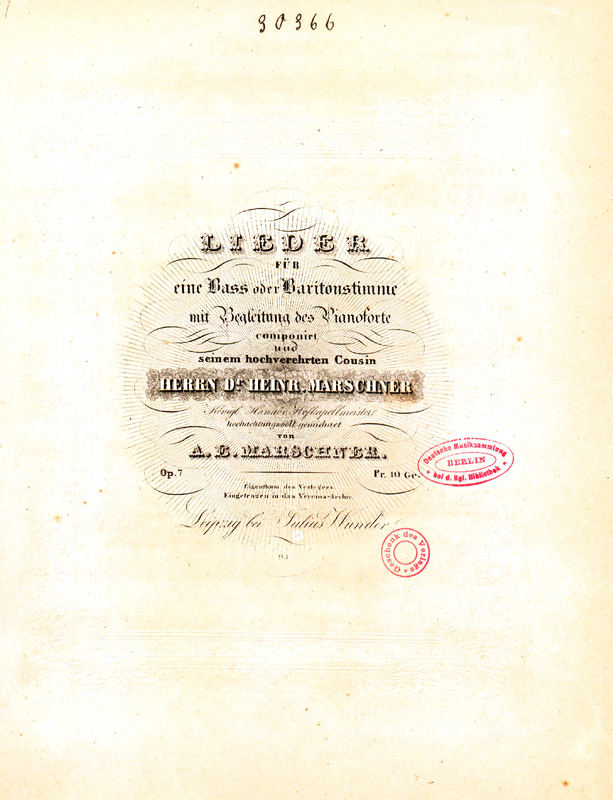 30366
LIEDER
FÜR
eine Bass oder Baritonstimme
mit Begleitung des Pianoforte
componirt
und
seinem hochverehrten Cousin
HERRN Dr. HEINR. MARSCHNER
Königl. Hannöv. Hofkapellmeister
hochachtungsvoll gewidmet
von
A. E. MARSCHNER.
Op. 7 Pr. 10 Gr.
Eigenthum des Verlegers.
Eingetragen in das Vereins-Archiv.
Leipzig bei Julius Wunder
Deutsche Musiksammlung
BERLIN
bei d. Kgl. Bibliothek
Geschenk des Verlags